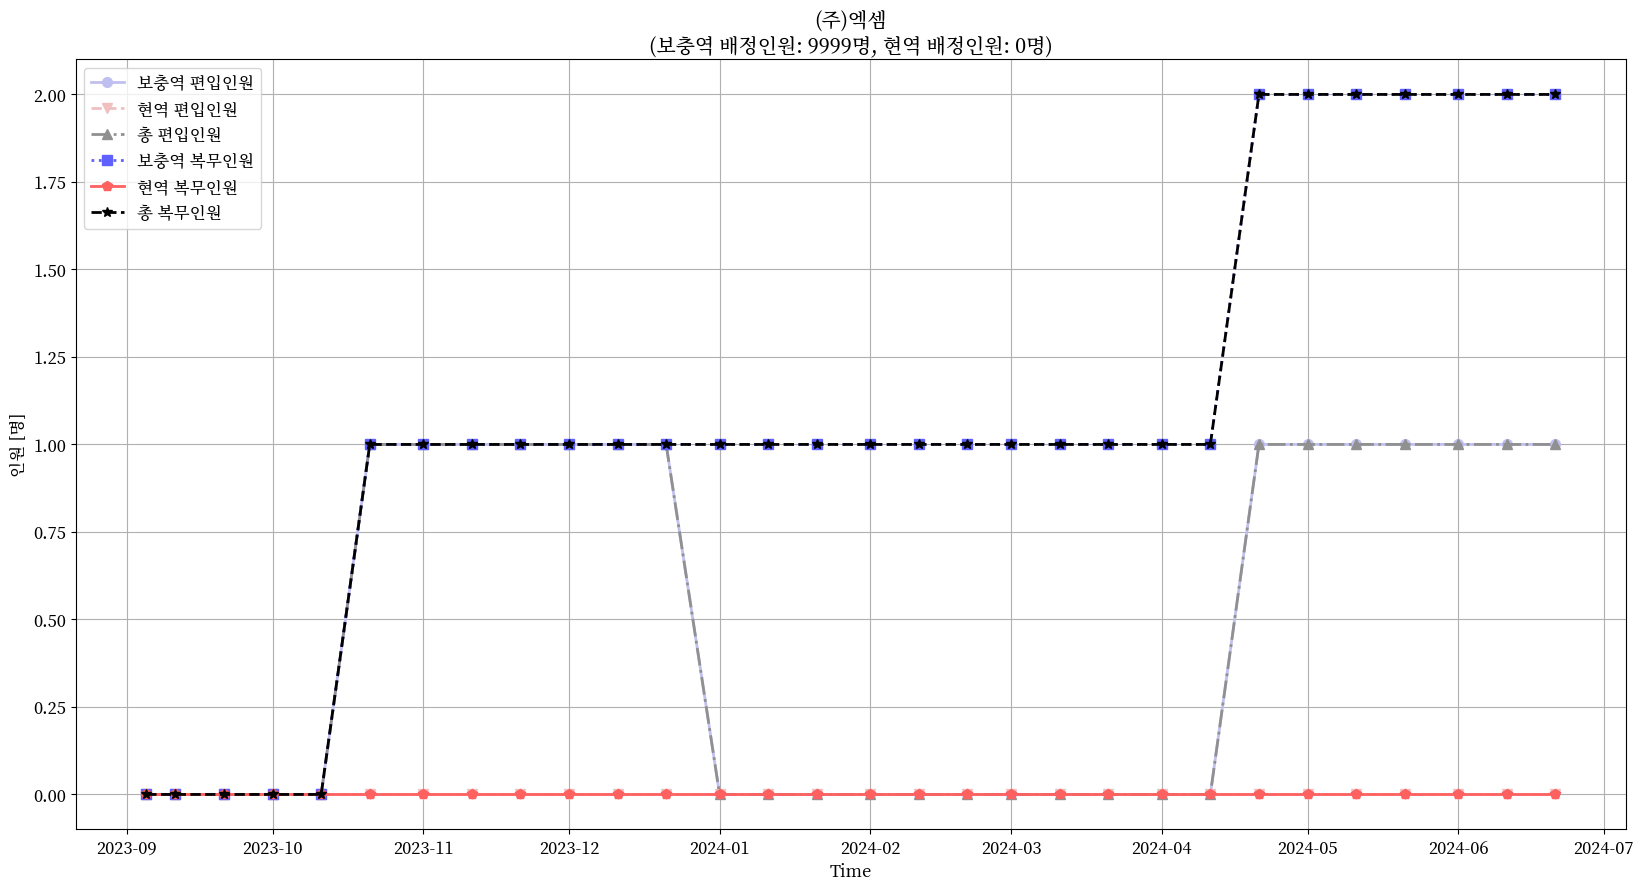 (주)엑셈
(보충역 배정인원: 9999명, 현역 배정인원: 0명)
보충역 편입인원
현역 편입인원
총 편입인원
보충역 복무인원
현역 복무인원
총 복무인원
인원 [명]
2.00
1.75
1.50
1.25
1.00
0.75
0.50
0.25
0.00
2023-09
2023-10
2023-11
2023-12
2024-01
2024-02
2024-03
2024-04
2024-05
2024-06
2024-07
Time